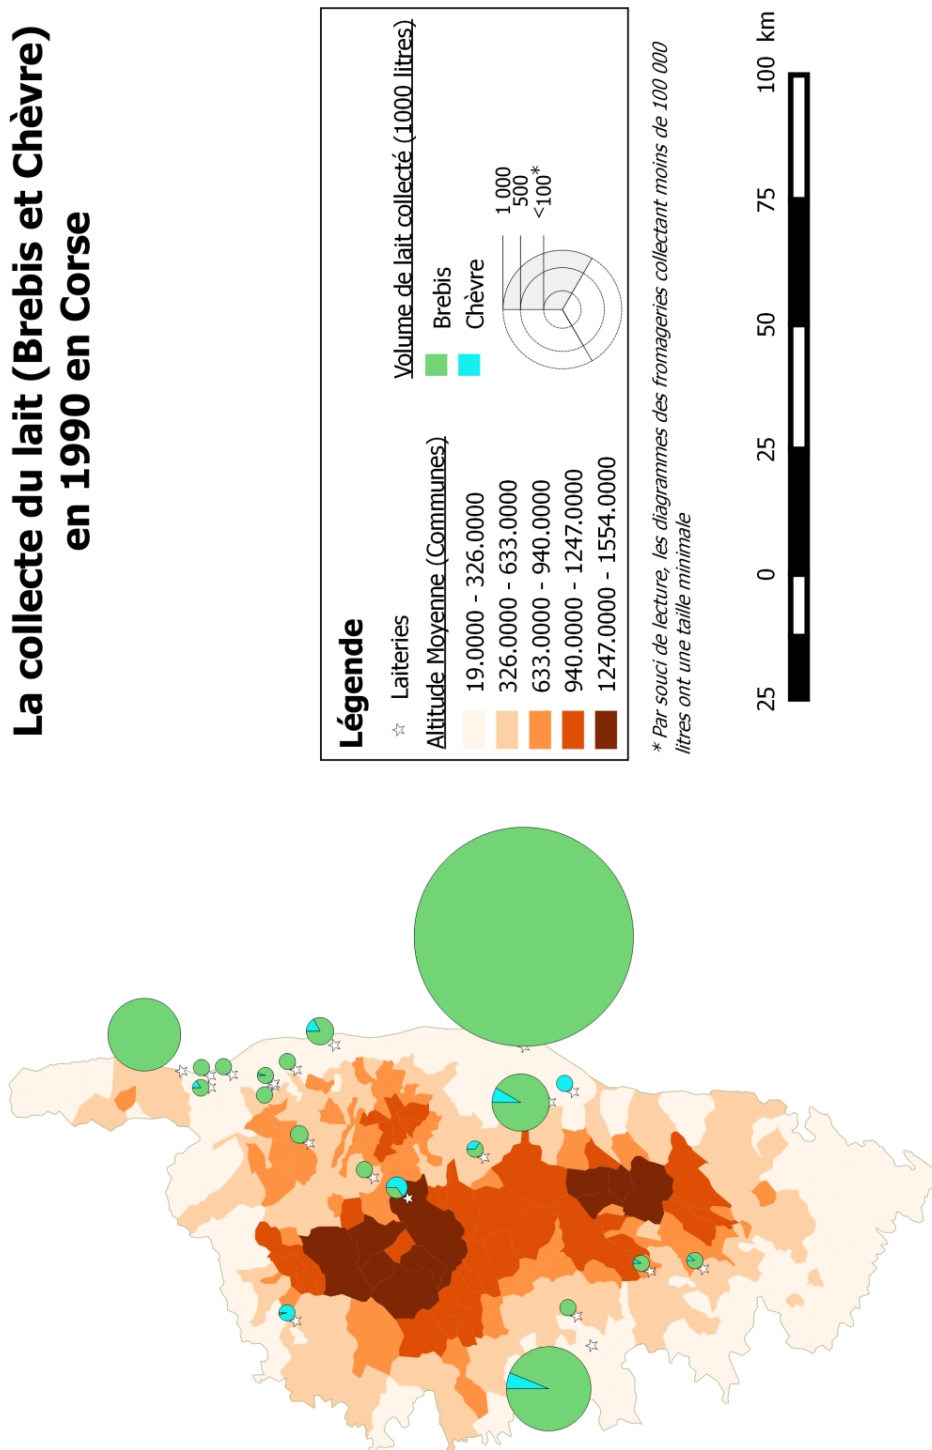 La collecte du lait (Brebis et Chèvre)
en 1990 en Corse
Légende
Laiteries
Altitude Moyenne (Communes)
19.0000 - 326.0000
326.0000 - 633.0000
633.0000 - 940.0000
940.0000 - 1247.0000
1247.0000 - 1554.0000
Volume de lait collecté (1000 litres)
Brebis
Chèvre
1 000
500
<100*
* Par souci de lecture, les diagrammes des fromageries collectant moins de 100 000
litres ont une taille minimale
25 0 25 50 75 100 km